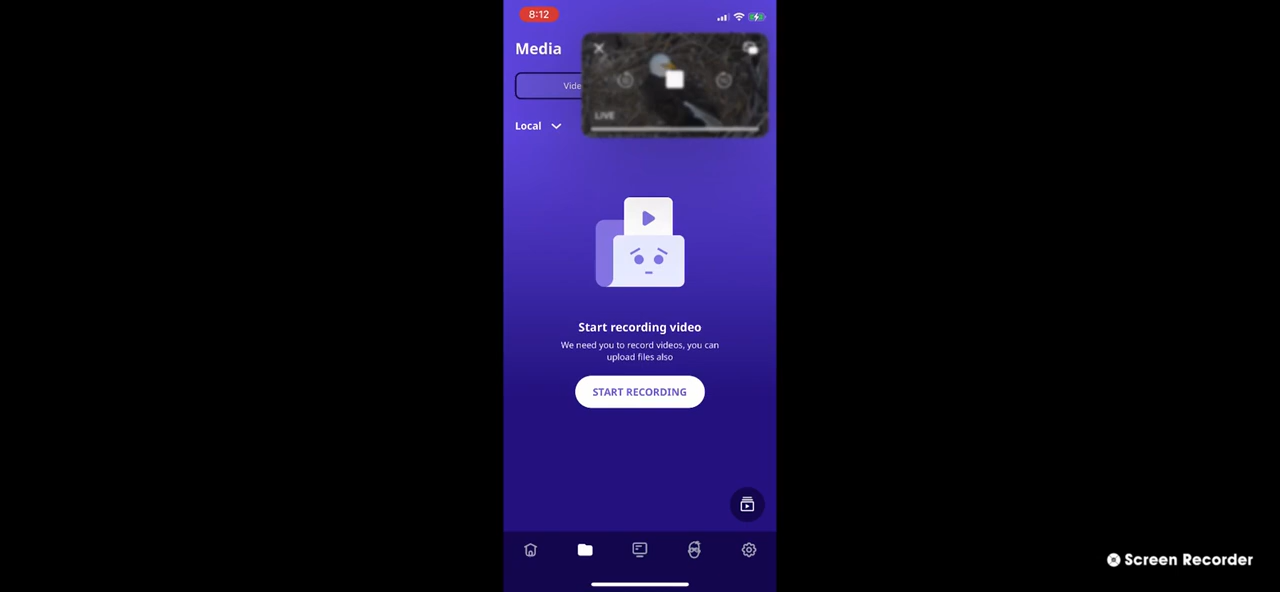 8:12
Media
Vide
Local
LIVE
Start recording video
We need you to record videos, you can
upload files also
START RECORDING
Screen Recorder